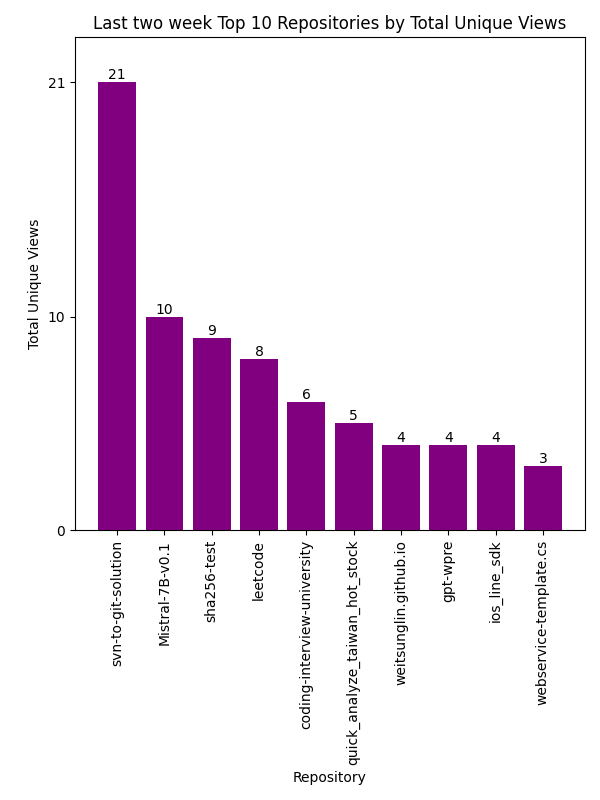 Last two week Top 10 Repositories by Total Unique Views
Total Unique Views
21
10
0
21
10
9
8
6
5
4
4
4
3
svn-to-git-solution
Mistral-7B-v0.1
sha256-test
leetcode
coding-interview-university
quick_analyze_taiwan_hot_stock
weitsunglin.github.io
gpt-wpre
ios_line_sdk
webservice-template.cs
Repository